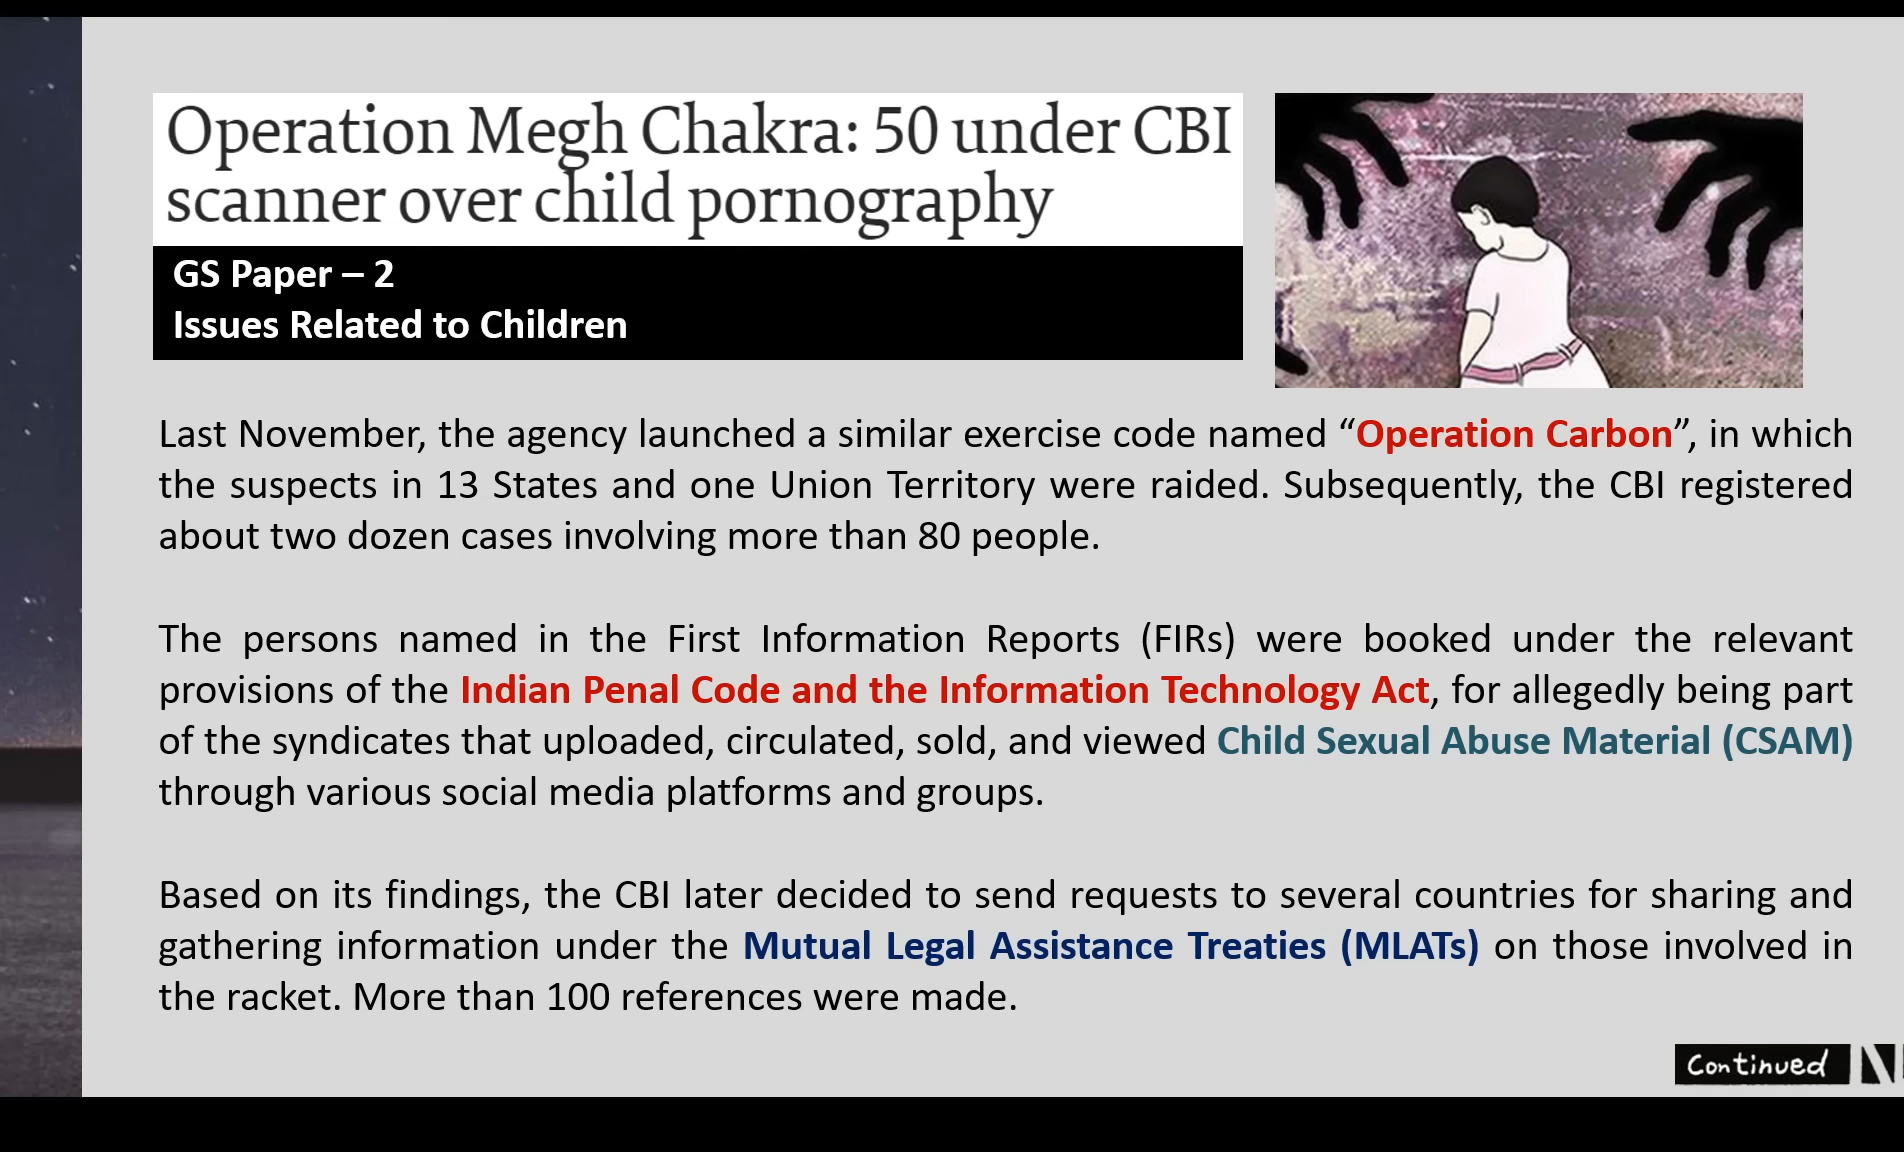 Operation Megh Chakra: 50 under CBI
scanner over child pornography
GS Paper – 2
Issues Related to Children
Last November, the agency launched a similar exercise code named “Operation Carbon”, in which
the suspects in 13 States and one Union Territory were raided. Subsequently, the CBI registered
about two dozen cases involving more than 80 people.
The persons named in the First Information Reports (FIRs) were booked under the relevant
provisions of the Indian Penal Code and the Information Technology Act, for allegedly being part
of the syndicates that uploaded, circulated, sold, and viewed Child Sexual Abuse Material (CSAM)
through various social media platforms and groups.
Based on its findings, the CBI later decided to send requests to several countries for sharing and
gathering information under the Mutual Legal Assistance Treaties (MLATs) on those involved in
the racket. More than 100 references were made.
Continued